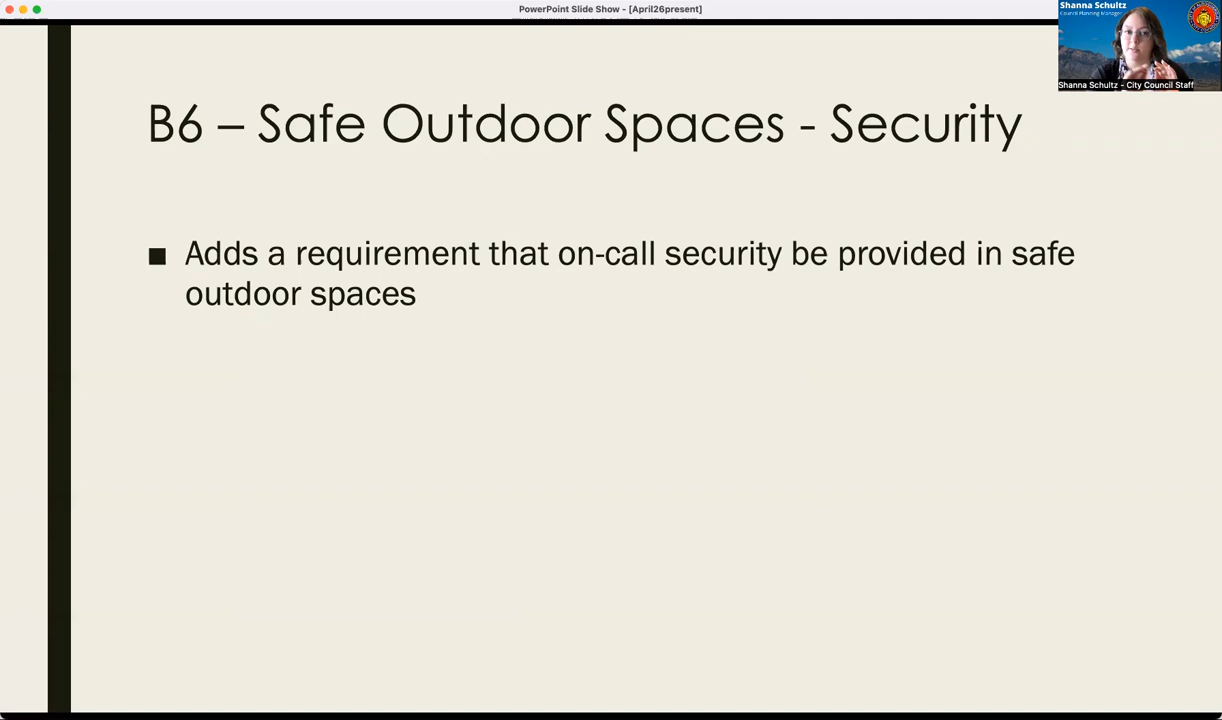 PowerPoint Slide Show - [April26present]
Shanna Schultz
Council Planning Manager
Shanna Schultz - City Council Staff
B6 – Safe Outdoor Spaces - Security
■ Adds a requirement that on-call security be provided in safe
outdoor spaces